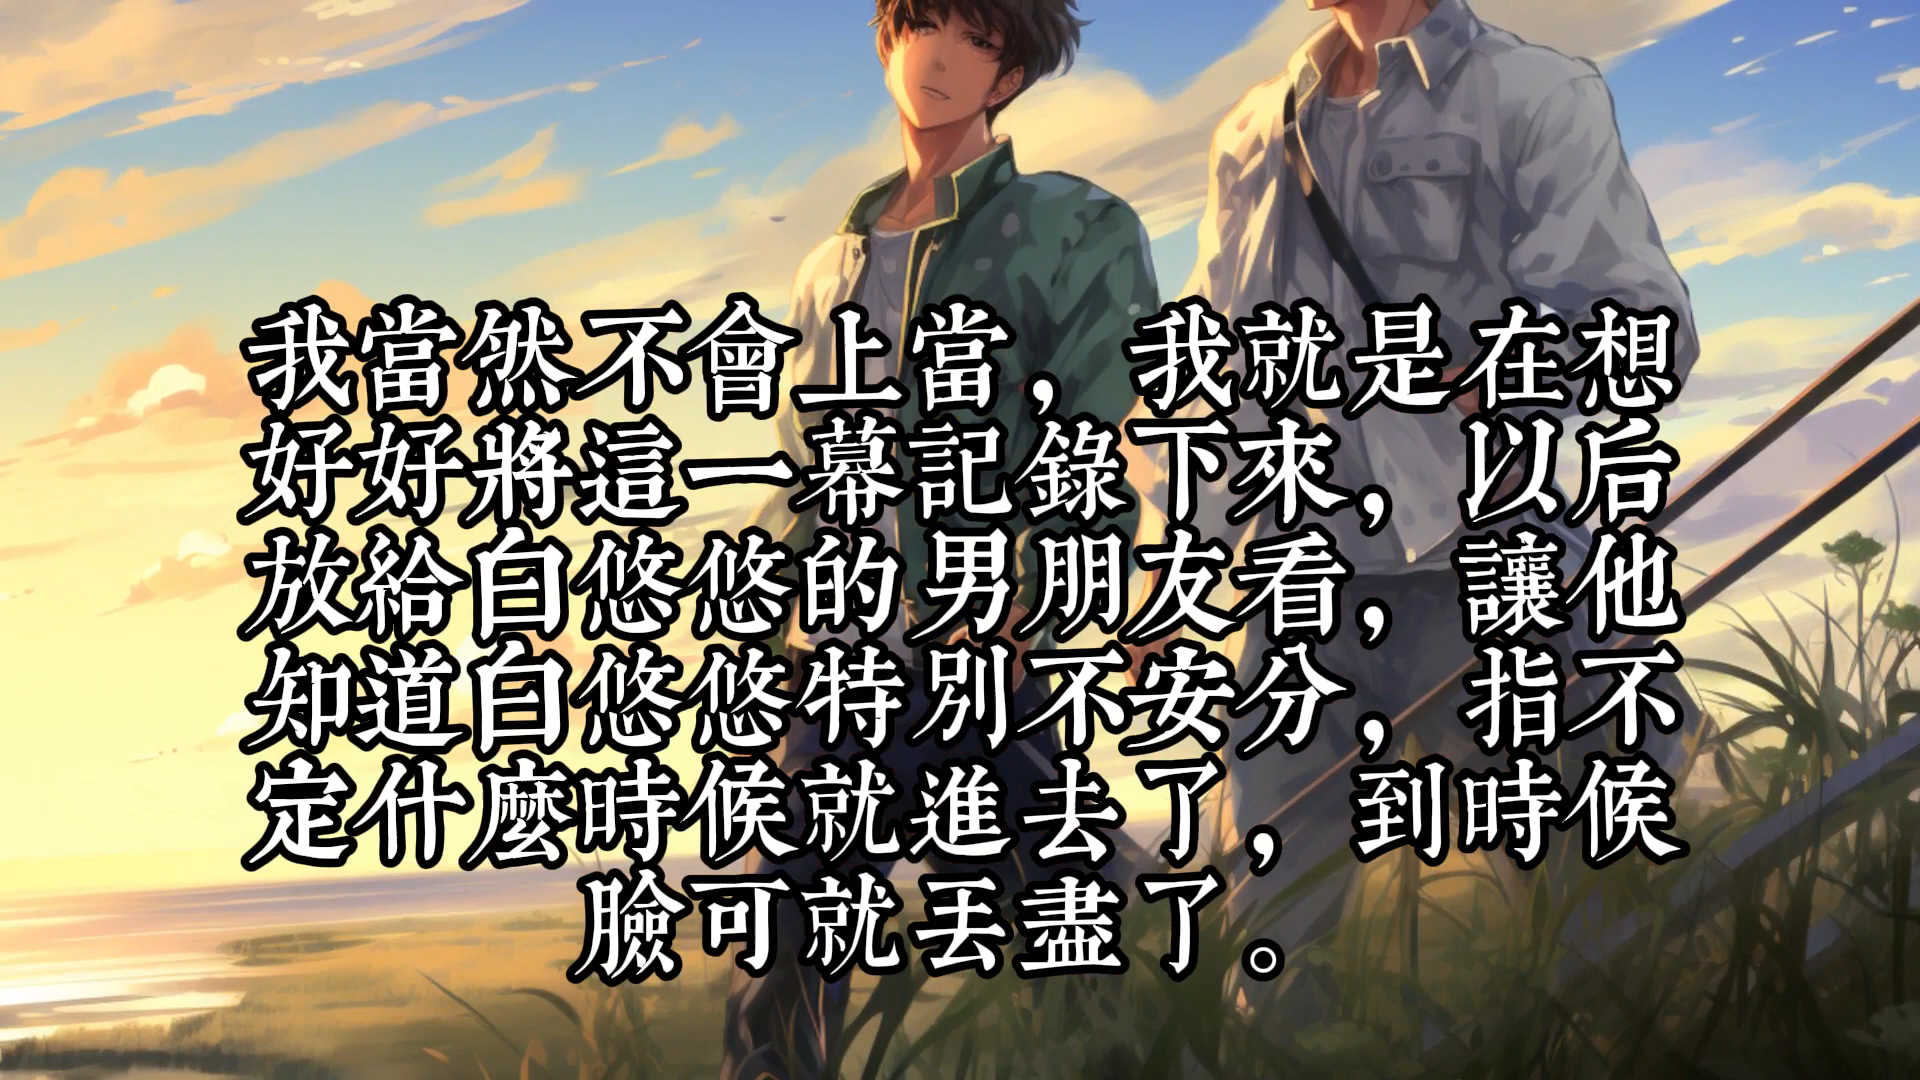 我當然不會上當，我就是在想
好好將這一幕記錄下來，以后
放給白悠悠的男朋友看，讓他
知道白悠悠特別不安分，指不
定什麼時候就進去了，到時候
臉可就丟盡了。